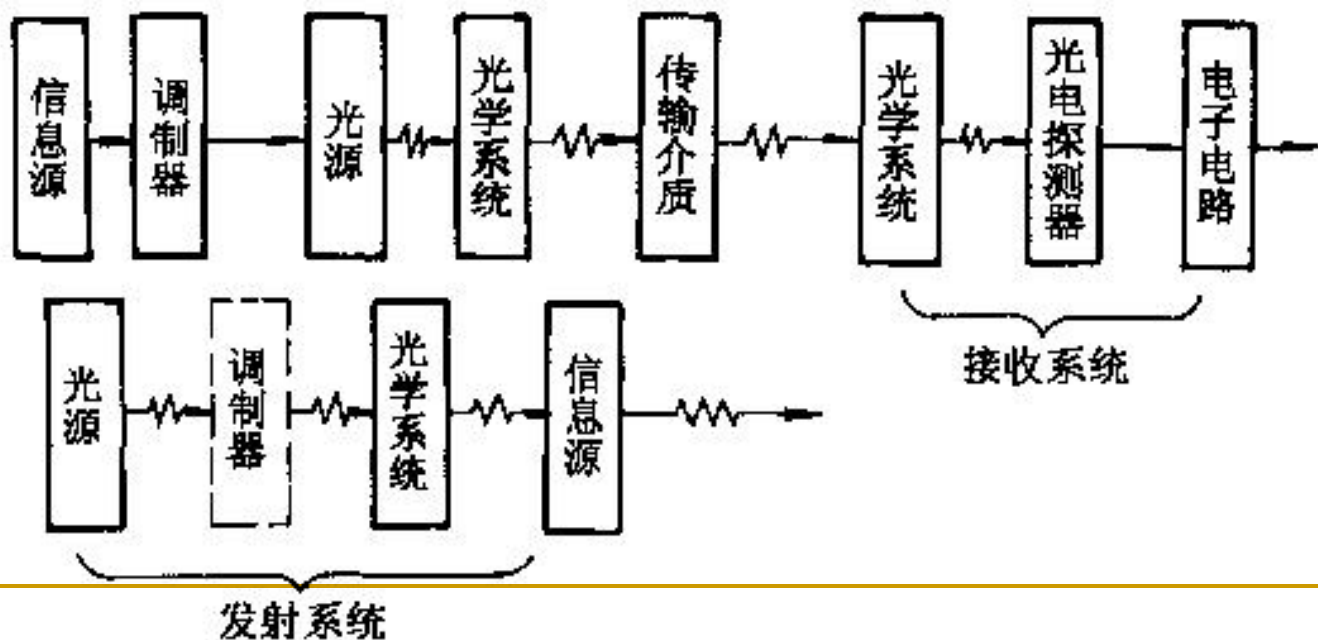 信息源
调制器
光源
光学系统
传输介质
光学系统
光电探测器
电子电路
接收系统
光源
调制器
光学系统
信息源
发射系统